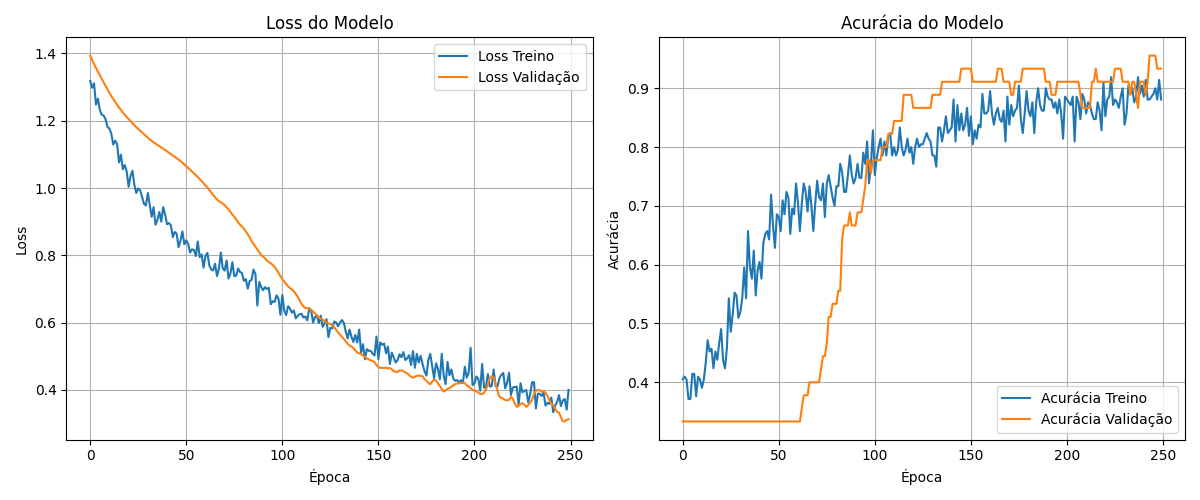 Loss do Modelo
1.4
1.2
1.0
0.8
0.6
0.4
Loss
0
50
100
150
200
250
Época
Loss Treino
Loss Validação
Acurácia do Modelo
0.9
0.8
0.7
0.6
0.5
0.4
Acurácia
0
50
100
150
200
250
Época
Acurácia Treino
Acurácia Validação